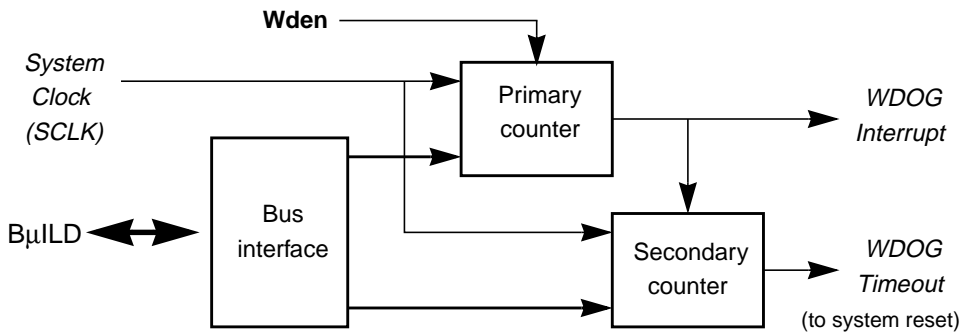 Wden
System
Clock
(SCLK)
Primary
counter
WDOG
Interrupt
BμILD
Bus
interface
Secondary
counter
WDOG
Timeout
(to system reset)